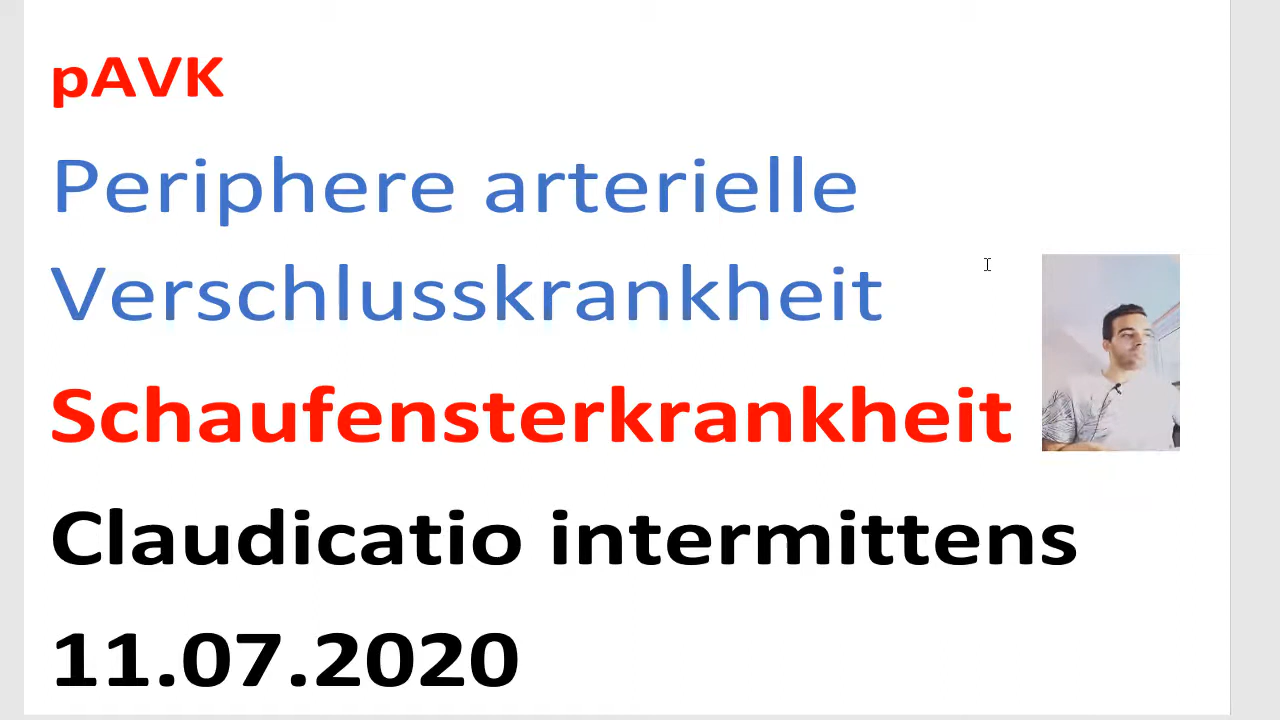 pAVK
Periphere arterielle
Verschlusskrankheit
Schaufensterkrankheit
Claudicatio intermittens
11.07.2020